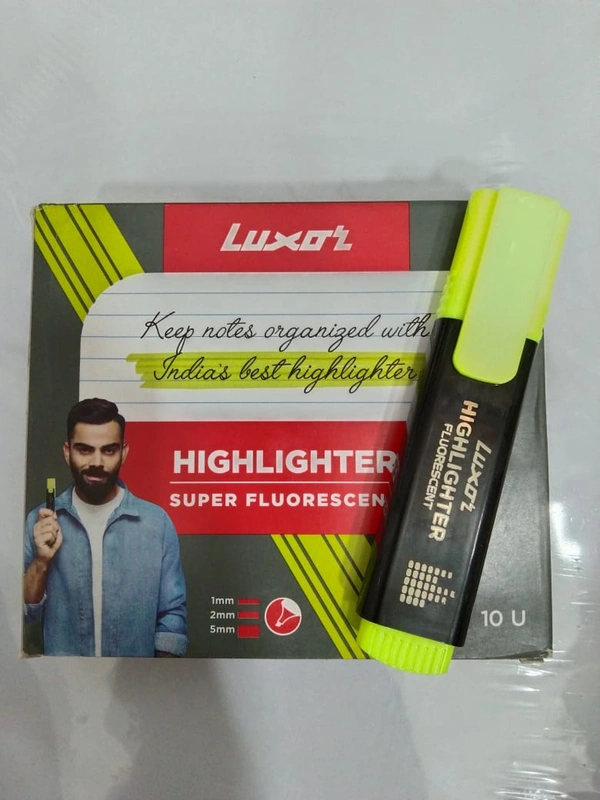 Luxor
Keep notes organized with
India's best highlighter
HIGHLIGHTER
SUPER FLUORESCEN
1mm
2mm
5mm
10 U
Luxor
HIGHLIGHTER
FLUORESCENT